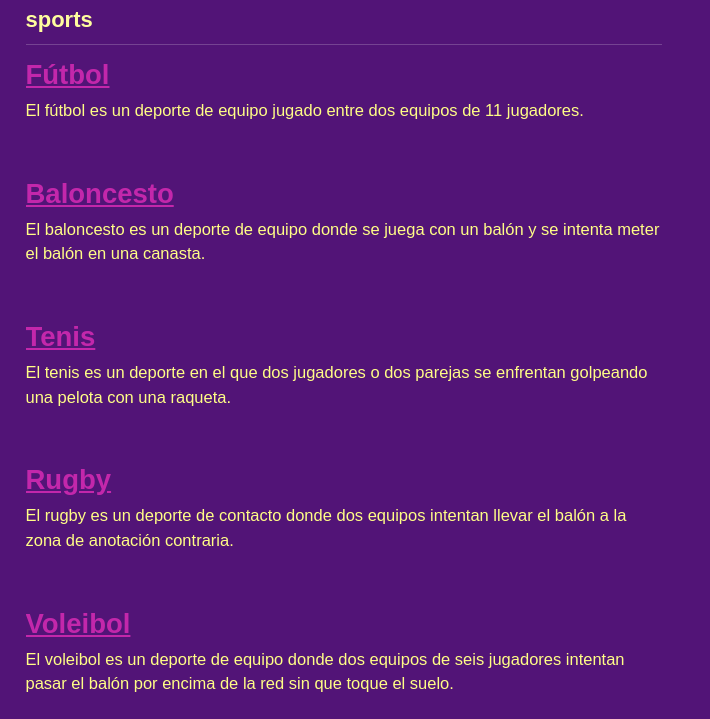 sports
Fútbol
El fútbol es un deporte de equipo jugado entre dos equipos de 11 jugadores.
Baloncesto
El baloncesto es un deporte de equipo donde se juega con un balón y se intenta meter
el balón en una canasta.
Tenis
El tenis es un deporte en el que dos jugadores o dos parejas se enfrentan golpeando
una pelota con una raqueta.
Rugby
El rugby es un deporte de contacto donde dos equipos intentan llevar el balón a la
zona de anotación contraria.
Voleibol
El voleibol es un deporte de equipo donde dos equipos de seis jugadores intentan
pasar el balón por encima de la red sin que toque el suelo.